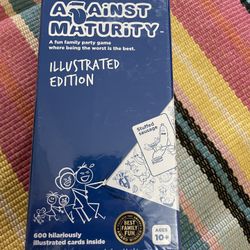 AGAINST
MATURITY
A fun family party game
where being the worst is the best.
ILLUSTRATED
EDITION
Stuffed
sausage
600 hilariously
illustrated cards inside
BEST
FAMILY
FUN
AGES
10+